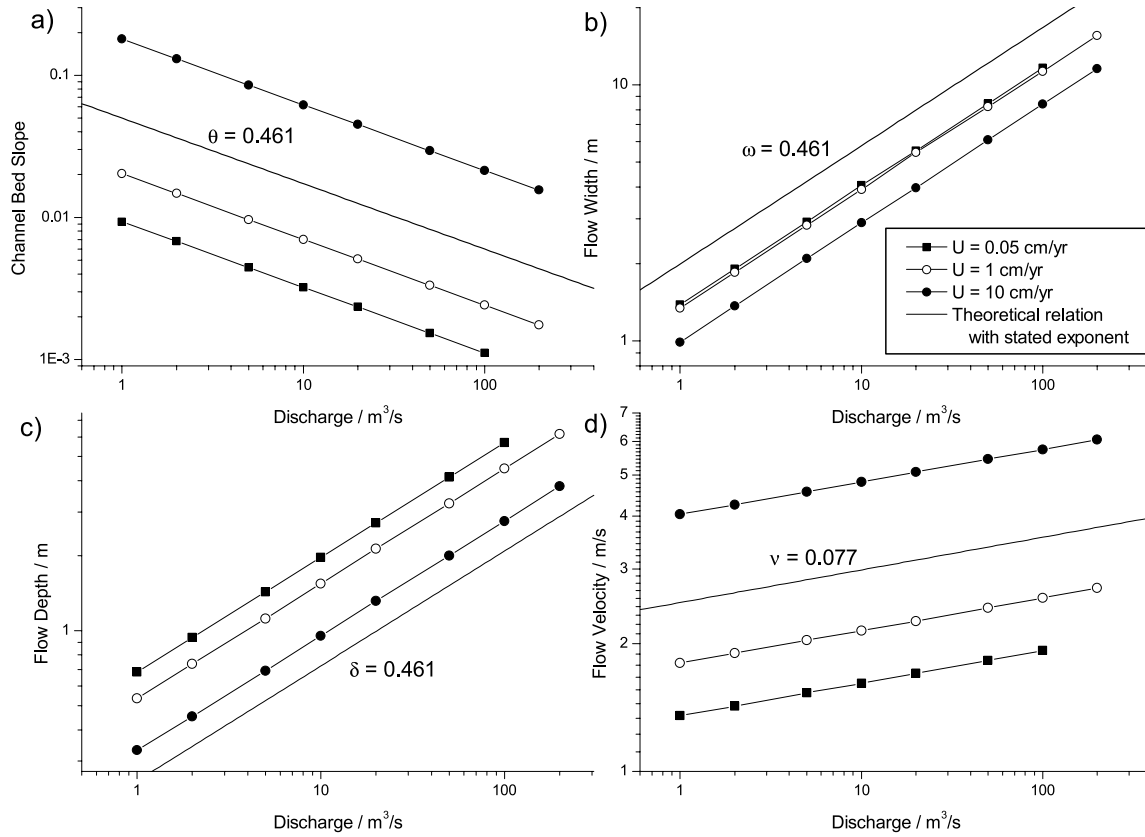 a)
0.1
0.01
1E-3
Channel Bed Slope
θ = 0.461
1
10
100
Discharge / m³/s
b)
10
1
Flow Width / m
ω = 0.461
U = 0.05 cm/yr
U = 1 cm/yr
U = 10 cm/yr
Theoretical relation
with stated exponent
1
10
100
Discharge / m³/s
c)
1
Flow Depth / m
δ = 0.461
1
10
100
Discharge / m³/s
d)
7
6
5
4
3
2
1
Flow Velocity / m/s
ν = 0.077
1
10
100
Discharge / m³/s